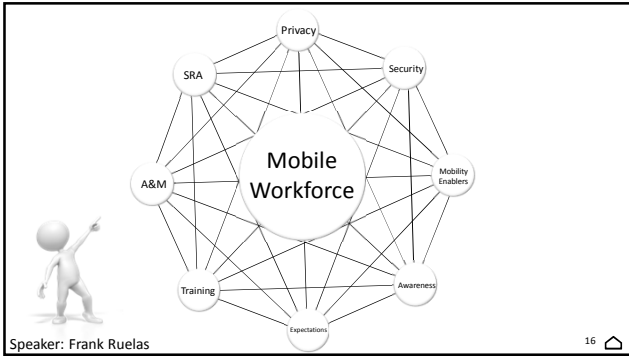 Privacy
SRA
Security
Mobile
Workforce
A&M
Mobility
Enablers
Training
Awareness
Expectations
Speaker: Frank Ruelas
16